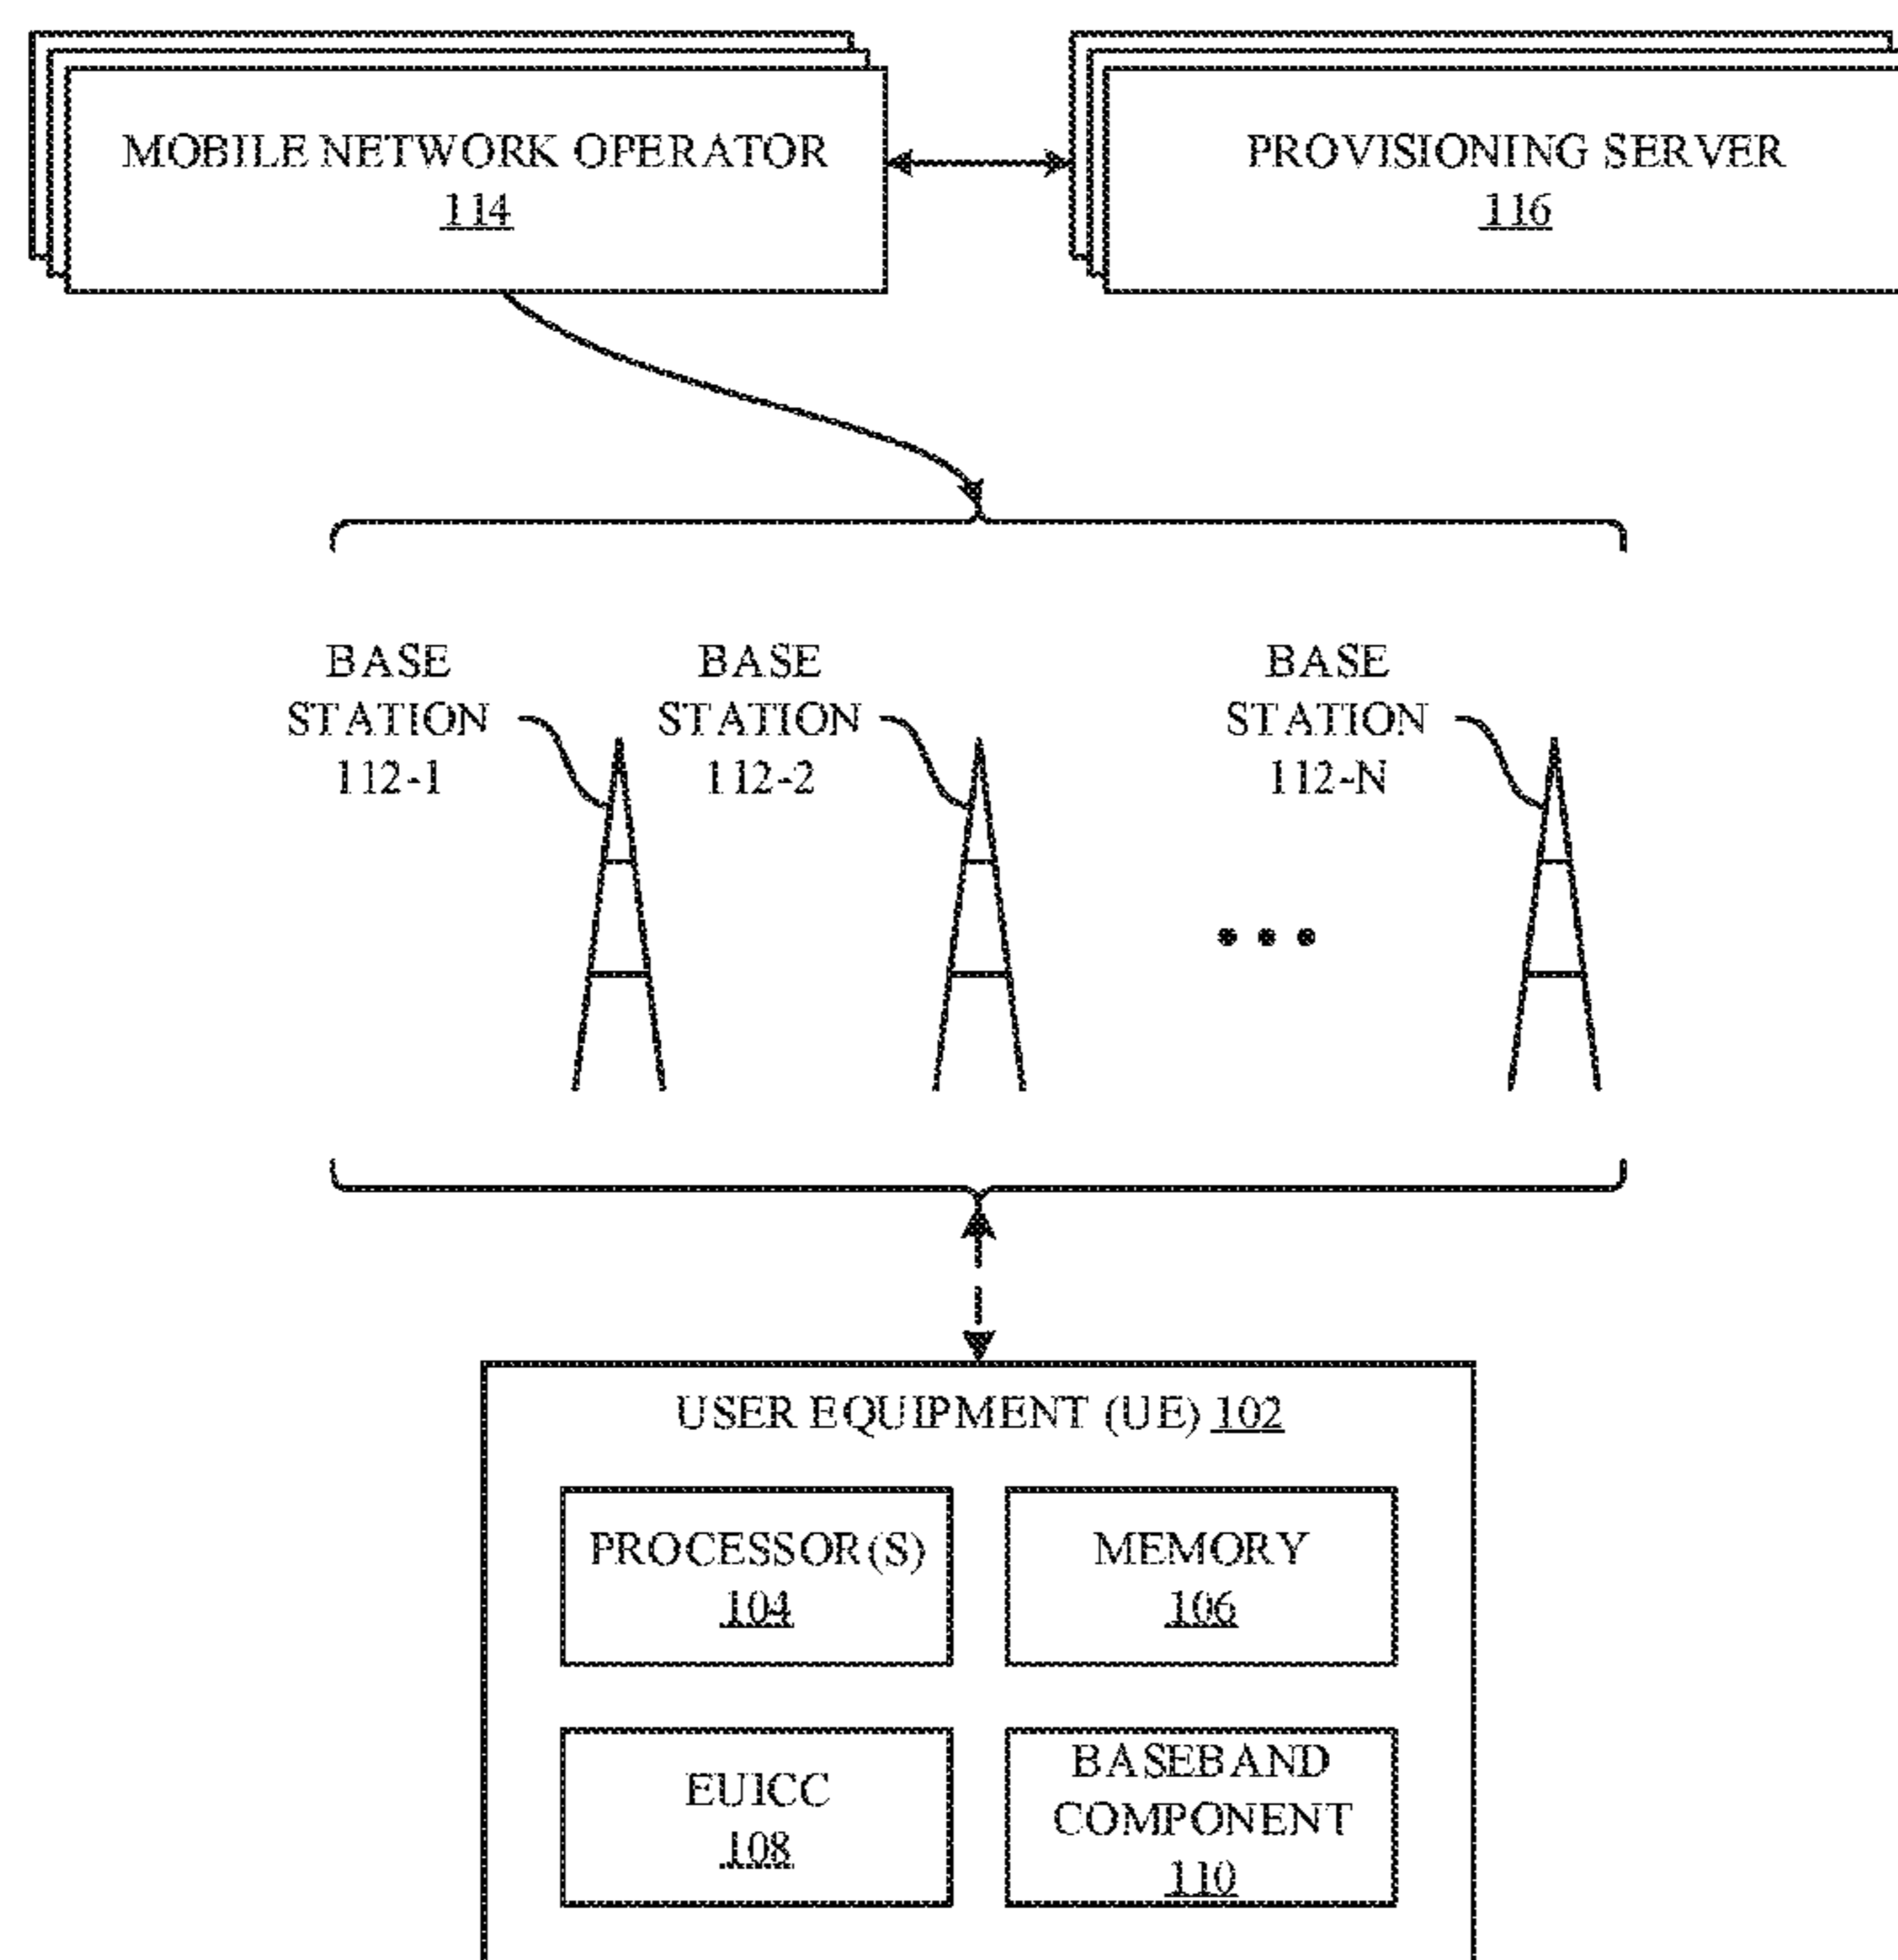 MOBILE NETWORK OPERATOR
114
PROVISIONING SERVER
116
BASE
STATION
112-1
BASE
STATION
112-2
BASE
STATION
112-N
USER EQUIPMENT (UE) 102
PROCESSOR(S)
104
MEMORY
106
EUICC
108
BASEBAND
COMPONENT
110